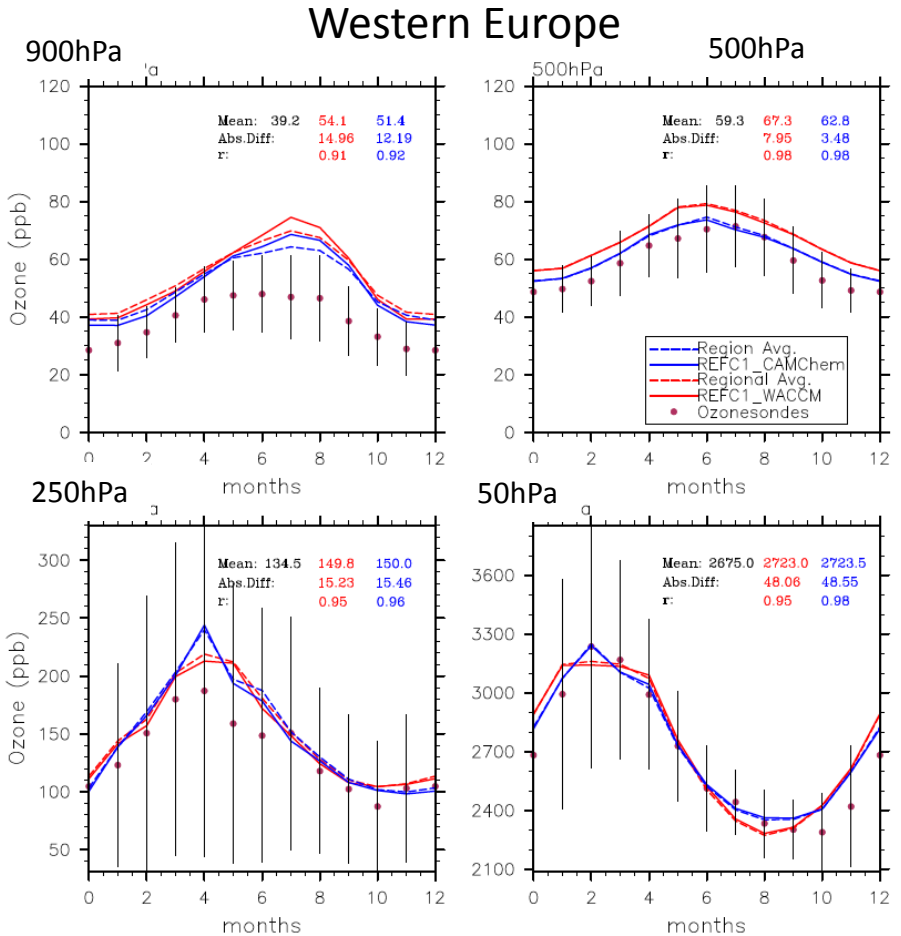 Western Europe
900hPa
500hPa
Pa
500hPa
120
100
80
60
40
20
0
Ozone (ppb)
Mean: 39.2 54.1 51.4
Abs.Diff: 14.96 12.19
r: 0.91 0.92
0 2 4 6 8 10 12
months
120
100
80
60
40
20
0
Mean: 59.3 67.3 62.8
Abs.Diff: 7.95 3.48
r: 0.98 0.98
Region Avg.
REFC1_CAMChem
Regional Avg.
REFC1_WACCM
Ozonesondes
0 2 4 6 8 10 12
months
250hPa
50hPa
a
300
250
200
150
100
50
Ozone (ppb)
Mean: 134.5 149.8 150.0
Abs.Diff: 15.23 15.46
r: 0.95 0.96
0 2 4 6 8 10 12
months
3600
3300
3000
2700
2400
2100
Mean: 2675.0 2723.0 2723.5
Abs.Diff: 48.06 48.55
r: 0.95 0.98
0 2 4 6 8 10 12
months